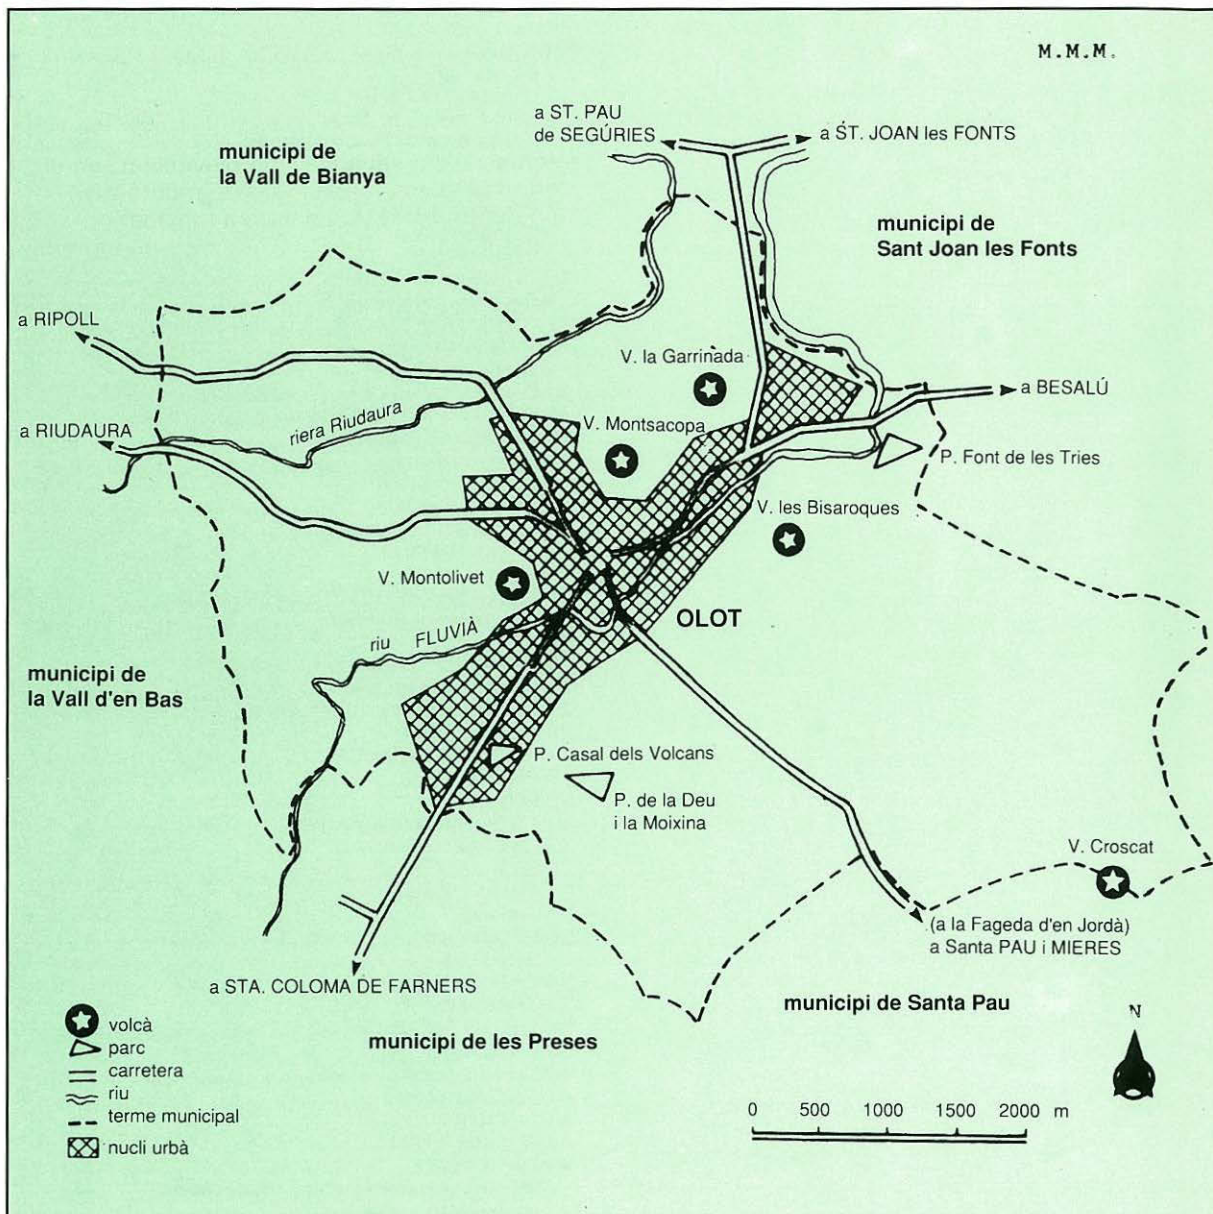 M.M.M.
a ST. PAU
de SEGÚRIES
a ST. JOAN les FONTS
municipi de
la Vall de Bianya
municipi de
Sant Joan les Fonts
a RIPOLL
V. la Garrinada
a BESALÚ
riera Riudaura
V. Montsacopa
a RIUDAURA
P. Font de les Tries
V. les Bisaroques
V. Montolivet
OLOT
riu FLUVIÀ
municipi de
la Vall d'en Bas
P. Casal dels Volcans
P. de la Deu
i la Moixina
V. Croscat
(a la Fageda d'en Jordà)
a Santa PAU i MIERES
a STA. COLOMA DE FARNERS
municipi de Santa Pau
municipi de les Preses
N
volcà
parc
carretera
riu
terme municipal
nucli urbà
0 500 1000 1500 2000 m